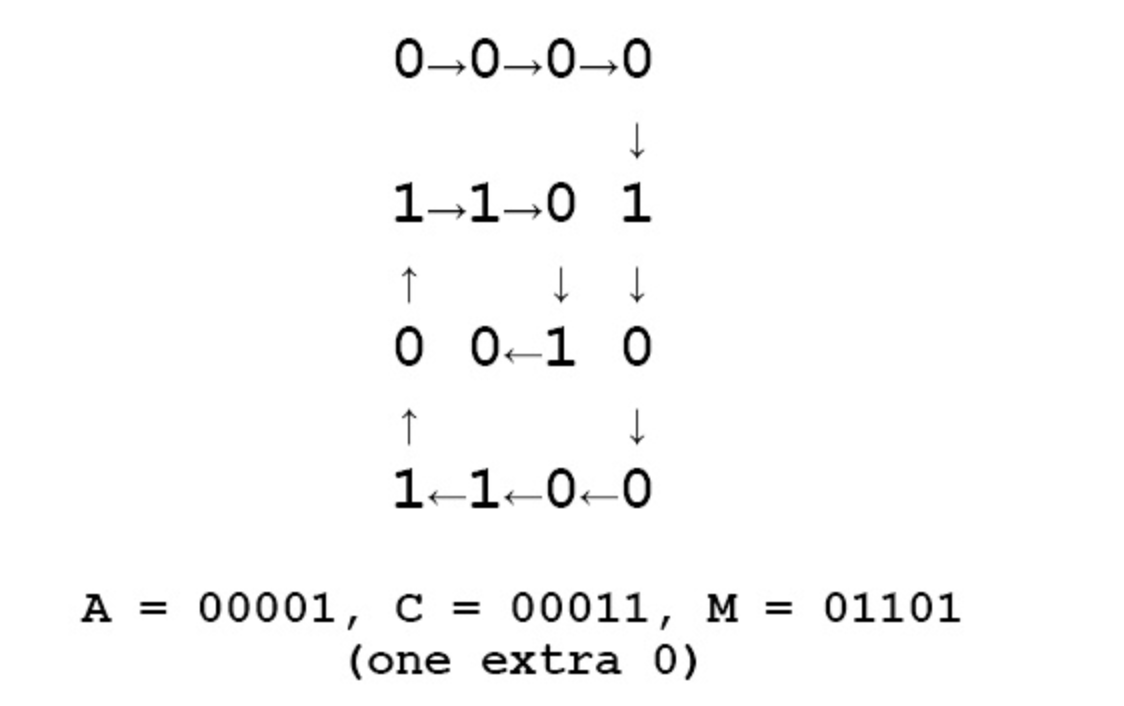 0→0→0→0
↓
1→1→0 1
↑ ↓ ↓
0 0←1 0
↑ ↓
1←1←0←0
A = 00001, C = 00011, M = 01101
(one extra 0)